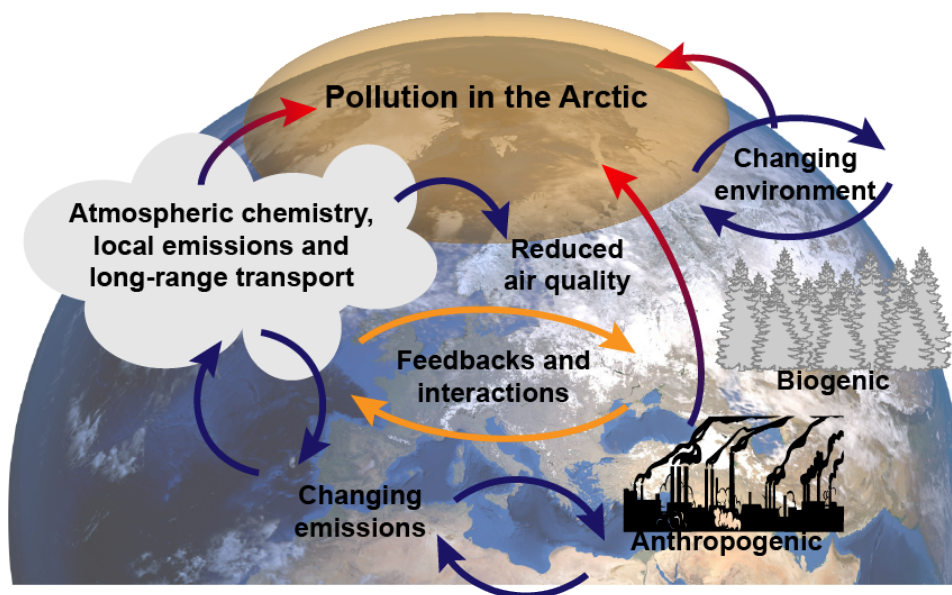 Pollution in the Arctic
Changing
environment
Atmospheric chemistry,
local emissions and
long-range transport
Reduced
air quality
Feedbacks and
interactions
Biogenic
Changing
emissions
Anthropogenic